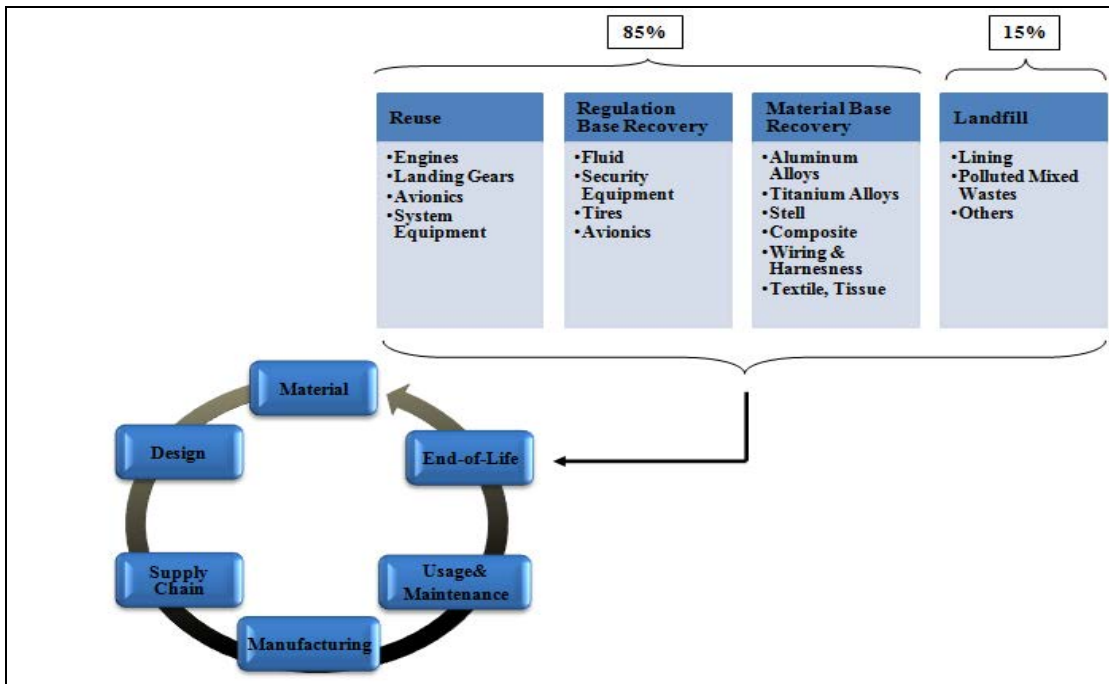 85%
15%
Reuse
•Engines
•Landing Gears
•Avionics
•System
Equipment
Regulation
Base Recovery
•Fluid
•Security
Equipment
•Tires
•Avionics
Material Base
Recovery
•Aluminum
Alloys
•Titanium Alloys
•Stell
•Composite
•Wiring &
Harnesness
•Textile, Tissue
Landfill
•Lining
•Polluted Mixed
Wastes
•Others
Material
Design
End-of-Life
Supply
Chain
Usage&
Maintenance
Manufacturing